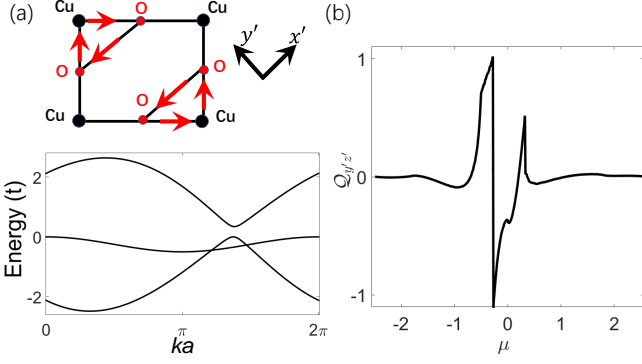 (a)
Cu
O
Cu
O
O
O
Cu
Cu
y′
x′
Energy (t)
2
0
-2
0
π
2π
ka
(b)
1
0
-1
𝒬y′z′
-2
-1
0
1
2
μ